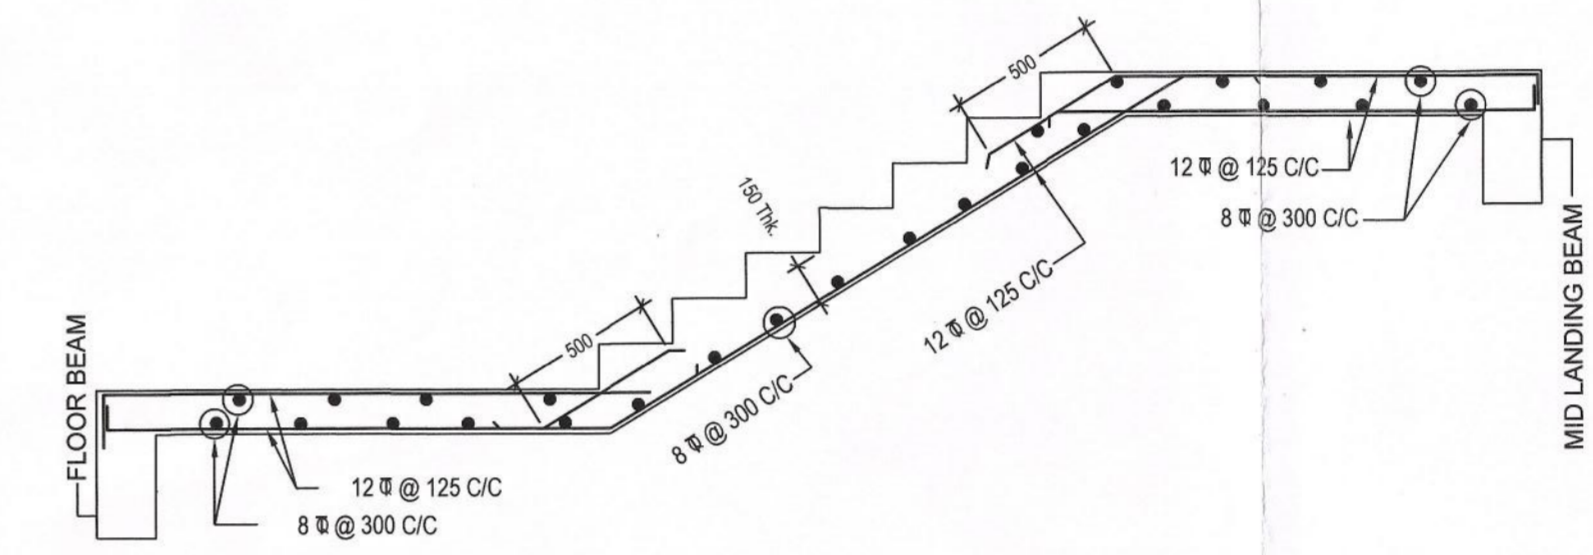 500
12 Ф @ 125 C/C
8 Ф @ 300 C/C
150 Thk.
12 Ф @ 125 C/C
MID LANDING BEAM
500
8 Ф @ 300 C/C
FLOOR BEAM
12 Ф @ 125 C/C
8 Ф @ 300 C/C